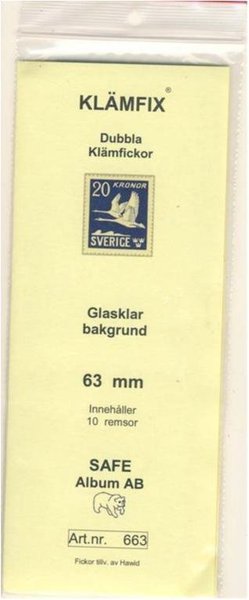 KLÄMFIX®
Dubbla
Klämfickor
20 KRONOR
SVERIGE
Glasklar
bakgrund
63 mm
Innehåller
10 remsor
SAFE
Album AB
Art.nr. 663
Fickor tillv. av Hawid